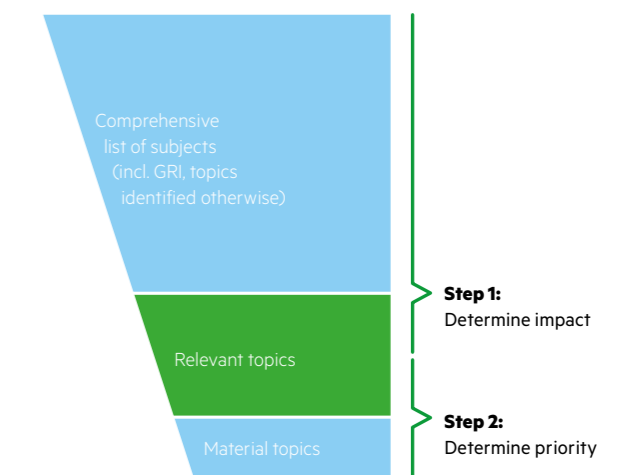 Comprehensive
list of subjects
(incl. GRI, topics
identified otherwise)
Step 1:
Determine impact
Relevant topics
Step 2:
Determine priority
Material topics